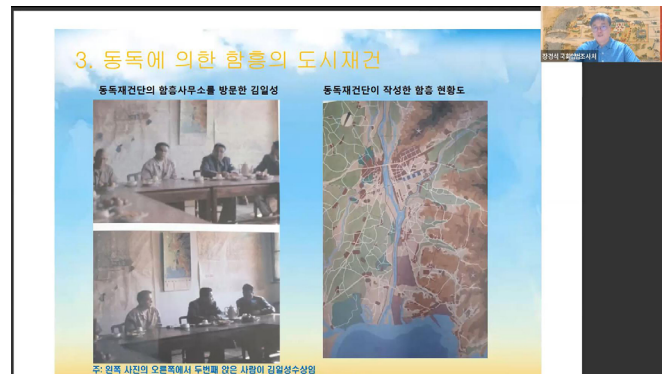 3. 동독에 의한 함흥의 도시재건
동독재건단의 함흥사무소를 방문한 김일성
동독재건단이 작성한 함흥 현황도
주: 왼쪽 사진의 오른쪽에서 두번째 앉은 사람이 김일성수상임